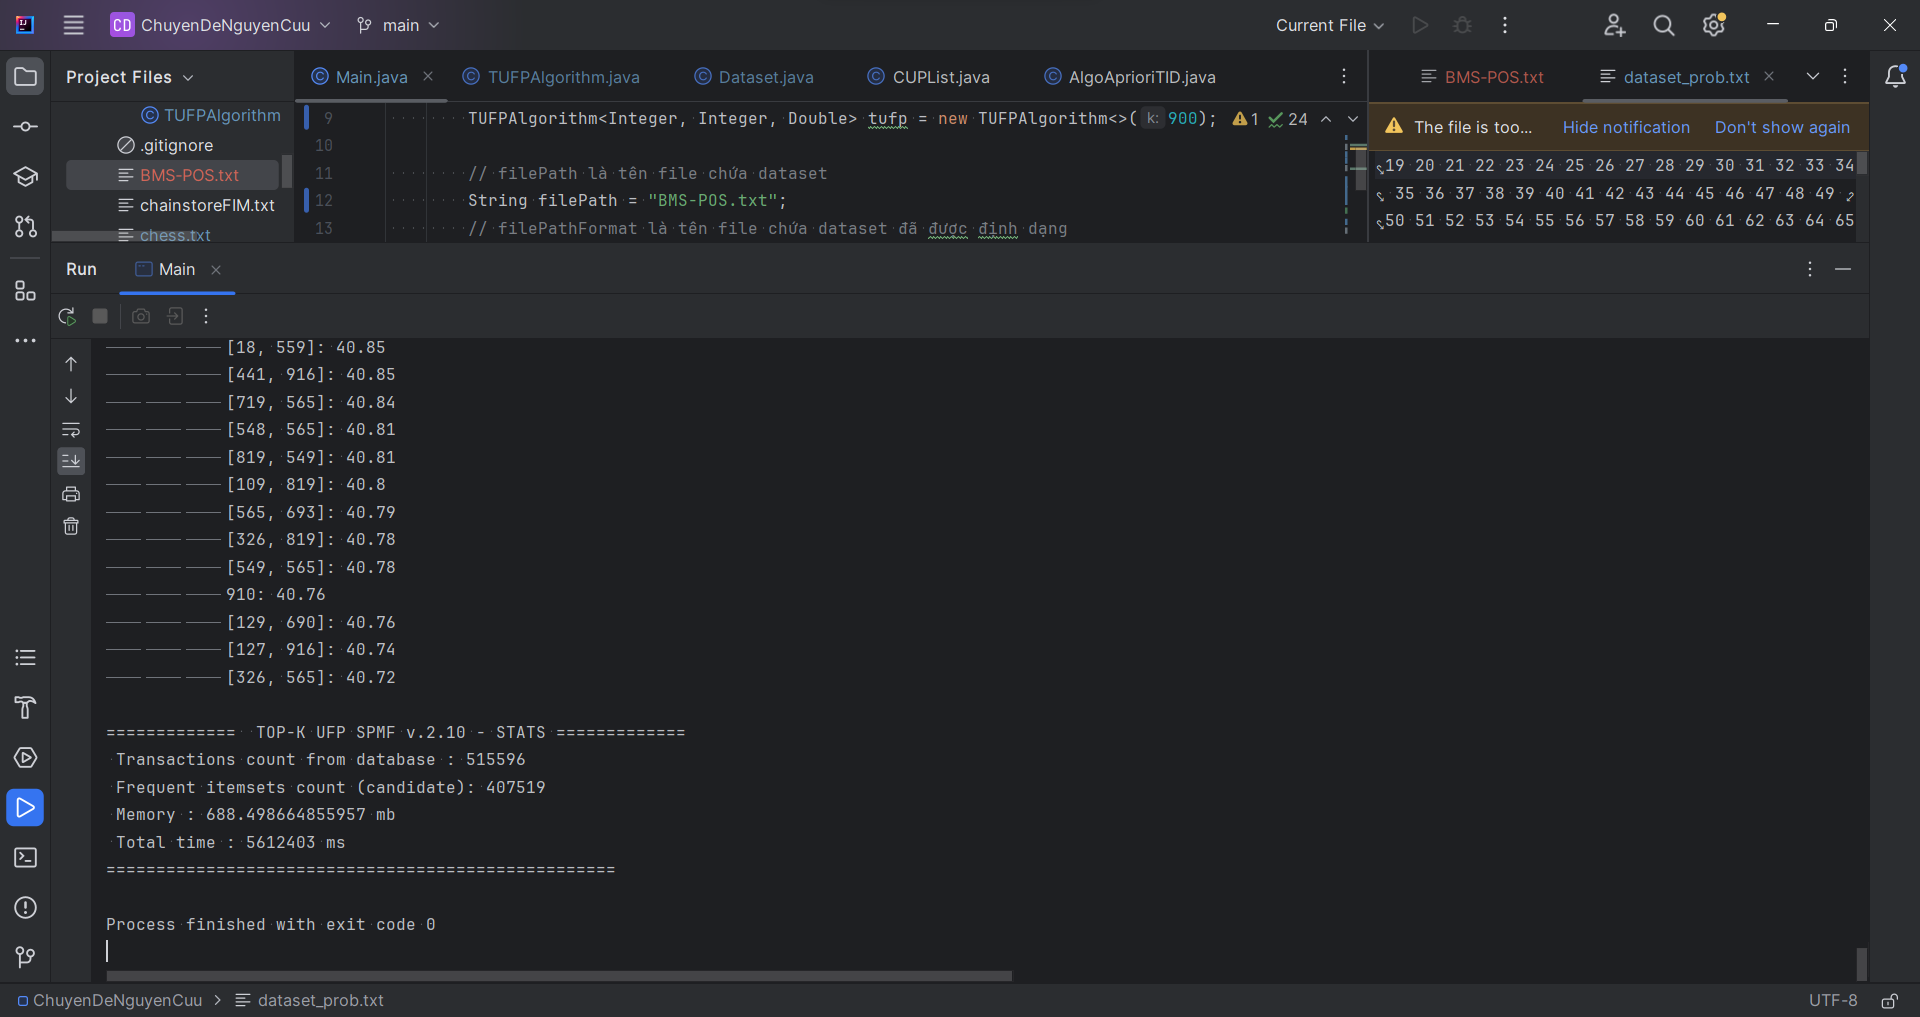 CD ChuyenDeNguyenCuu main Current File
Project Files
TUFPAlgorithm
.gitignore
BMS-POS.txt
chainstoreFIM.txt
chess.txt
Main.java TUFPAlgorithm.java Dataset.java CUPList.java AlgoAprioriTID.java
9 TUFPAlgorithm<Integer, Integer, Double> tufp = new TUFPAlgorithm<>( k: 900); 1 24
10
11 // filePath là tên file chứa dataset
12 String filePath = "BMS-POS.txt";
13 // filePathFormat là tên file chứa dataset đã được định dạng
BMS-POS.txt dataset_prob.txt
The file is too... Hide notification Don't show again
19 20 21 22 23 24 25 26 27 28 29 30 31 32 33 34
35 36 37 38 39 40 41 42 43 44 45 46 47 48 49
50 51 52 53 54 55 56 57 58 59 60 61 62 63 64 65
Run Main
[18, 559]: 40.85
[441, 916]: 40.85
[719, 565]: 40.84
[548, 565]: 40.81
[819, 549]: 40.81
[109, 819]: 40.8
[565, 693]: 40.79
[326, 819]: 40.78
[549, 565]: 40.78
910: 40.76
[129, 690]: 40.76
[127, 916]: 40.74
[326, 565]: 40.72
============= TOP-K UFP SPMF v.2.10 - STATS =============
Transactions count from database : 515596
Frequent itemsets count (candidate): 407519
Memory : 688.498664855957 mb
Total time : 5612403 ms
===================================================
Process finished with exit code 0
ChuyenDeNguyenCuu > dataset_prob.txt UTF-8